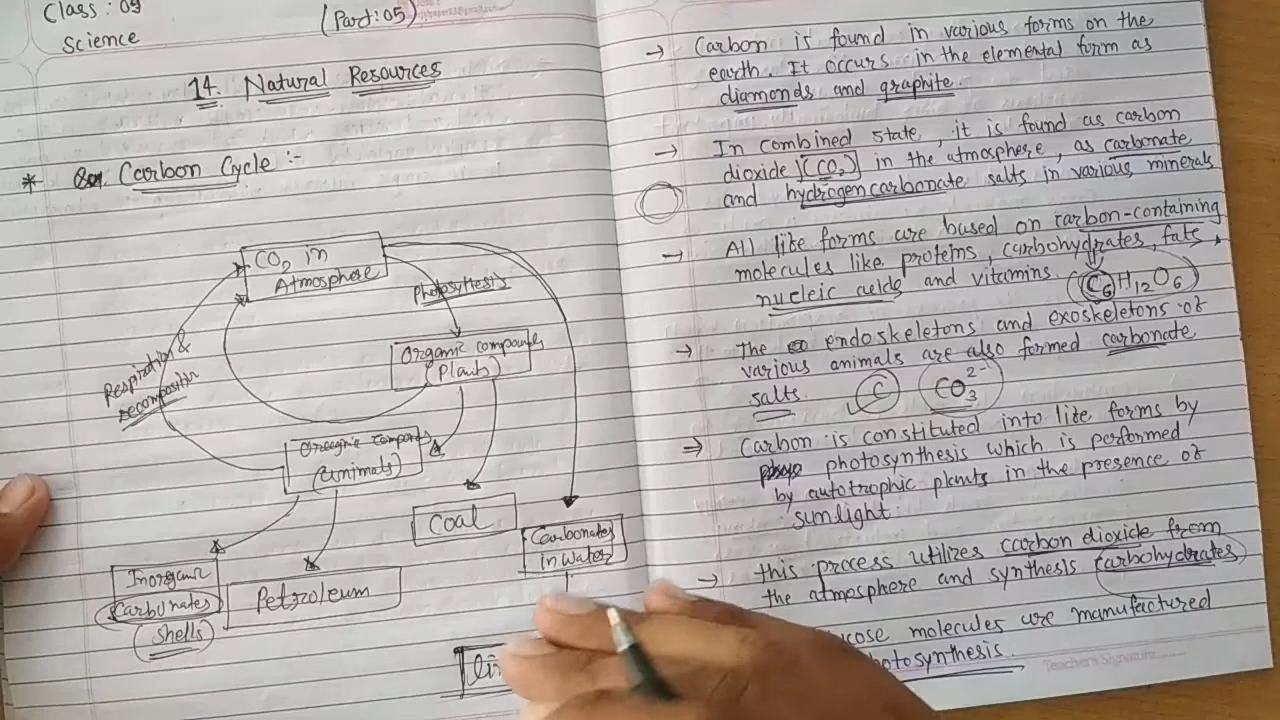 Class : 09
(Part:05)
Science
14. Natural Resources
* Carbon Cycle :-
CO2 in
Atmosphere
Respiration &
Decomposition
Organic compounds
(Plants)
(animals)
Coal
Carbonates
in water
Inorganic
Carbonates
Shells
Petroleum
→ Carbon is found in various forms on the
earth. It occurs in the elemental form as
diamonds and graphite.
→ In Combined state, it is found as carbon
dioxide [CO2] in the atmosphere, as carbonate
and hydrogen carbonate salts in various minerals
→ All life forms are based on carbon-containing
molecules like proteins, carbohydrates, fats,
nucleic acids and vitamins. (C6H12O6)
→ The endoskeletons and exoskeletons of
various animals are also formed carbonate
salts. C CO3 2-
⇒ Carbon is constituted into life forms by
photosynthesis which is performed
by autotrophic plants in the presence of
sunlight.
→ this process utilizes carbon dioxide from
the atmosphere and synthesis carbohydrates
molecules are manufactured
Teacher's Signature